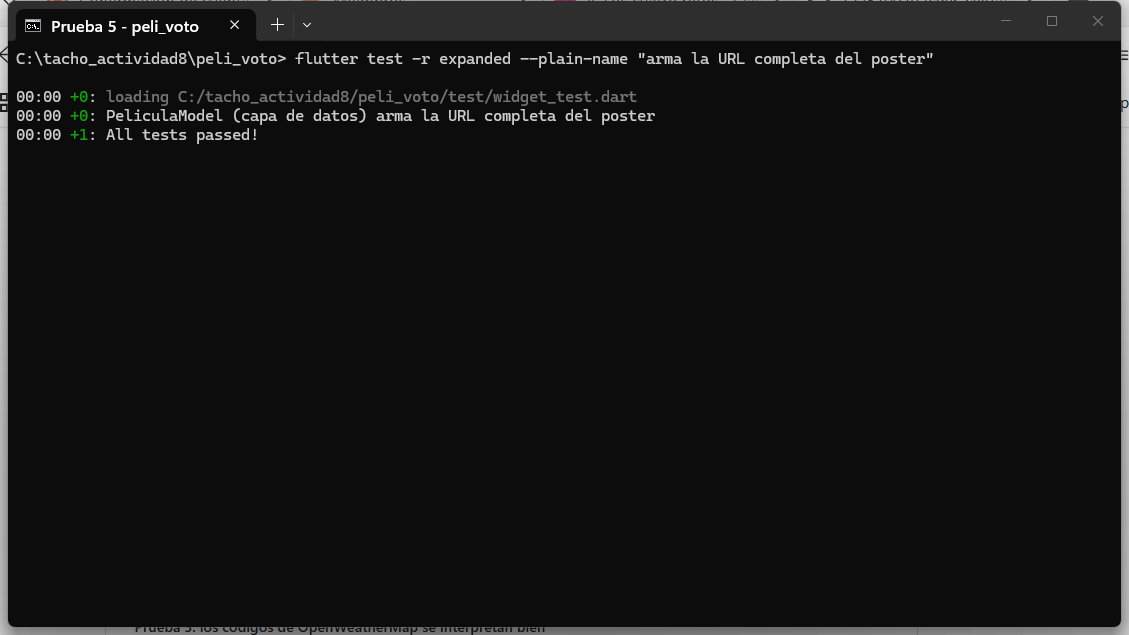 Prueba 5 - peli_voto
C:\tacho_actividad8\peli_voto> flutter test -r expanded --plain-name "arma la URL completa del poster"
00:00 +0: loading C:/tacho_actividad8/peli_voto/test/widget_test.dart
00:00 +0: PeliculaModel (capa de datos) arma la URL completa del poster
00:00 +1: All tests passed!
Prueba 5: los códigos de OpenWeatherMap se interpretan bien